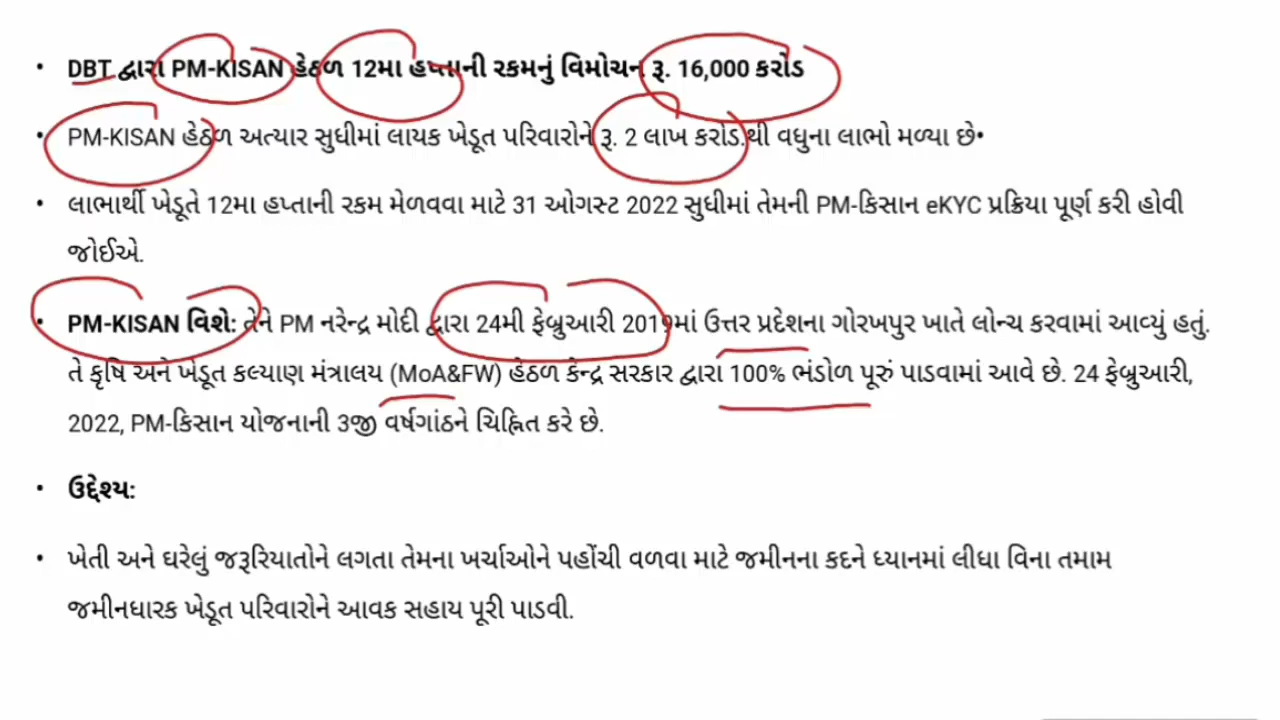 • DBT દ્વારા PM-KISAN હેઠળ 12મા હપ્તાની રકમનું વિમોચન રૂ. 16,000 કરોડ
• PM-KISAN હેઠળ અત્યાર સુધીમાં લાયક ખેડૂત પરિવારોને રૂ. 2 લાખ કરોડ.થી વધુના લાભો મળ્યા છે•
• લાભાર્થી ખેડૂતે 12મા હપ્તાની રકમ મેળવવા માટે 31 ઓગસ્ટ 2022 સુધીમાં તેમની PM-કિસાન eKYC પ્રક્રિયા પૂર્ણ કરી હોવી
જોઈએ.
• PM-KISAN વિશે: તેને PM નરેન્દ્ર મોદી દ્વારા 24મી ફેબ્રુઆરી 2019માં ઉત્તર પ્રદેશના ગોરખપુર ખાતે લોન્ચ કરવામાં આવ્યું હતું.
તે કૃષિ અને ખેડૂત કલ્યાણ મંત્રાલય (MoA&FW) હેઠળ કેન્દ્ર સરકાર દ્વારા 100% ભંડોળ પૂરું પાડવામાં આવે છે. 24 ફેબ્રુઆરી,
2022, PM-કિસાન યોજનાની 3જી વર્ષગાંઠને ચિહ્નિત કરે છે.
• ઉદ્દેશ્ય:
• ખેતી અને ઘરેલું જરૂરિયાતોને લગતા તેમના ખર્ચાઓને પહોંચી વળવા માટે જમીનના કદને ધ્યાનમાં લીધા વિના તમામ
જમીનધારક ખેડૂત પરિવારોને આવક સહાય પૂરી પાડવી.